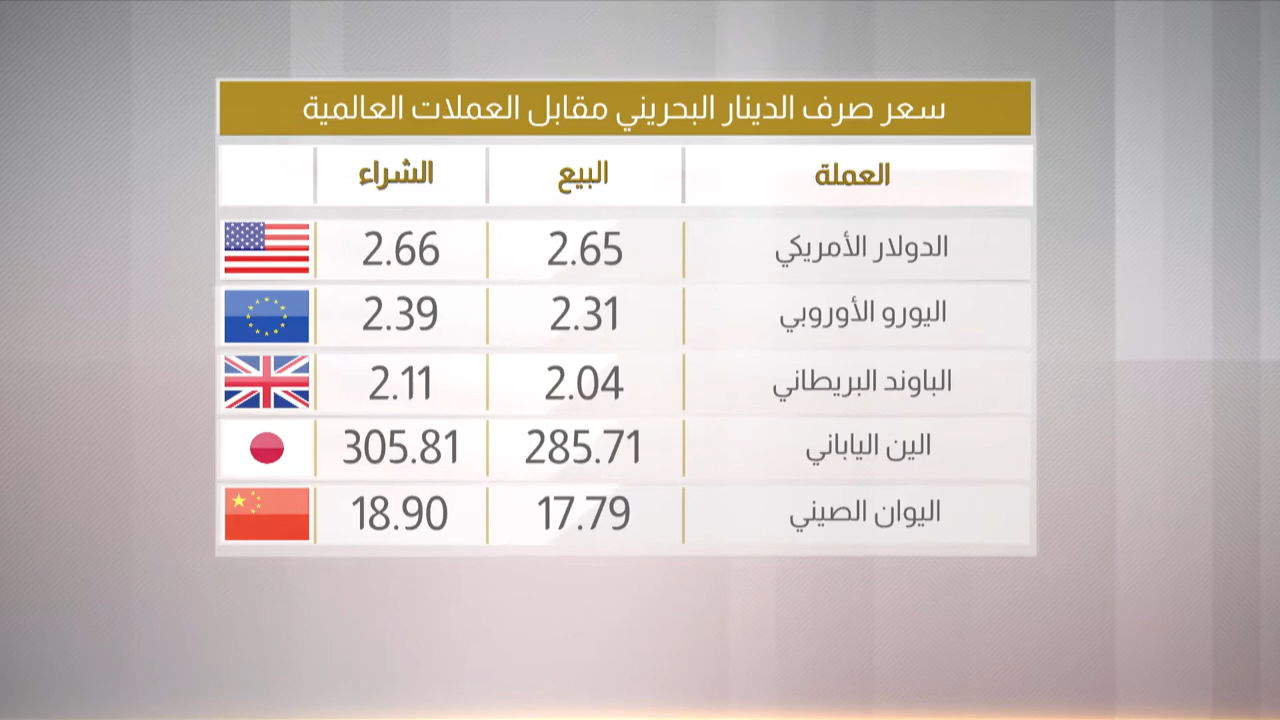 سعر صرف الدينار البحريني مقابل العملات العالمية
العملة البيع الشراء
الدولار الأمريكي 2.65 2.66
اليورو الأوروبي 2.31 2.39
الباوند البريطاني 2.04 2.11
الين الياباني 285.71 305.81
اليوان الصيني 17.79 18.90